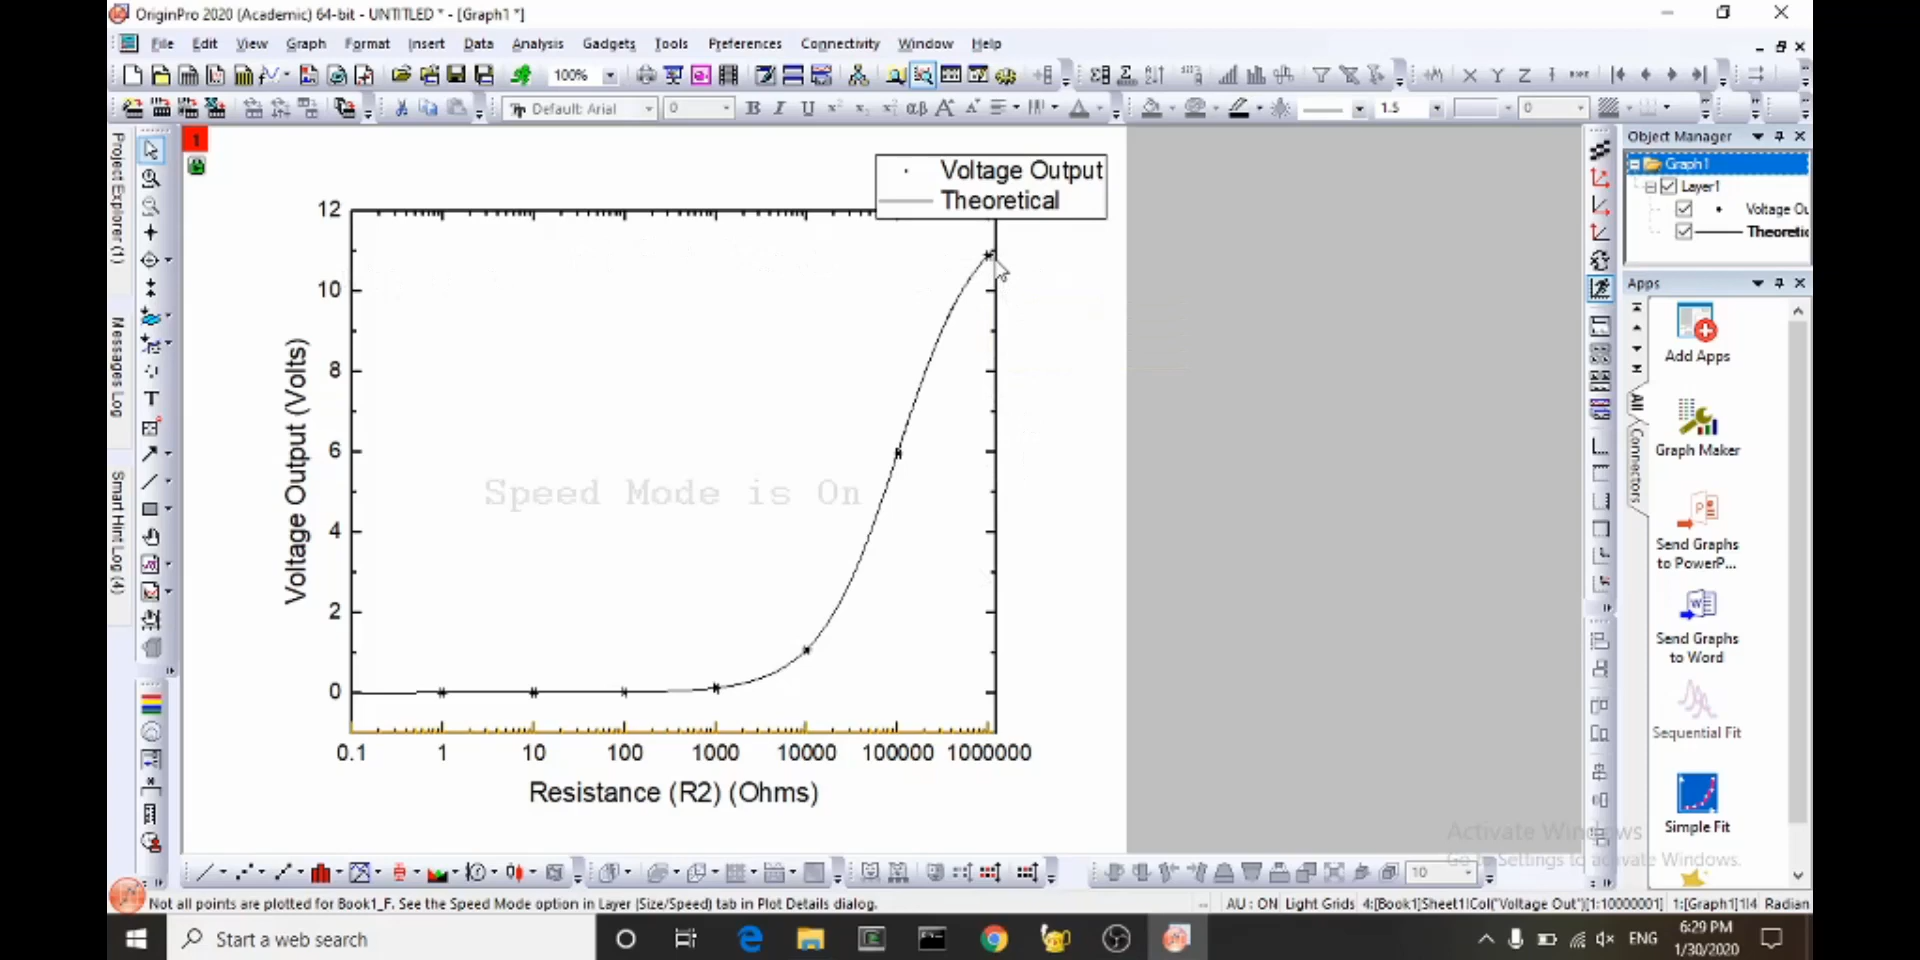 OriginPro 2020 (Academic) 64-bit - UNTITLED * - [Graph1 *]
File Edit View Graph Format Insert Data Analysis Gadgets Tools Preferences Connectivity Window Help
100%
Default: Arial 0 B I U αβ 1.5 0
Project Explorer (1)
Messages Log
Smart Hint Log (4)
1
Voltage Output
Theoretical
12
10
8
6
4
2
0
Voltage Output (Volts)
Speed Mode is On
0.1 1 10 100 1000 10000 100000 1000000
Resistance (R2) (Ohms)
Object Manager
Graph1
Layer1
Voltage Ou
Theoretic
Apps
All
Connectors
Add Apps
Graph Maker
Send Graphs
to PowerP...
Send Graphs
to Word
Sequential Fit
Simple Fit
Activate Windows
Go to Settings to activate Windows.
10
Not all points are plotted for Book1_F. See the Speed Mode option in Layer (Size/Speed) tab in Plot Details dialog.
AU : ON Light Grids 4:[Book1]Sheet1!Col("Voltage Out")[1:10000001] 1:[Graph1]1!4 Radian
Start a web search
ENG
6:29 PM
1/30/2020